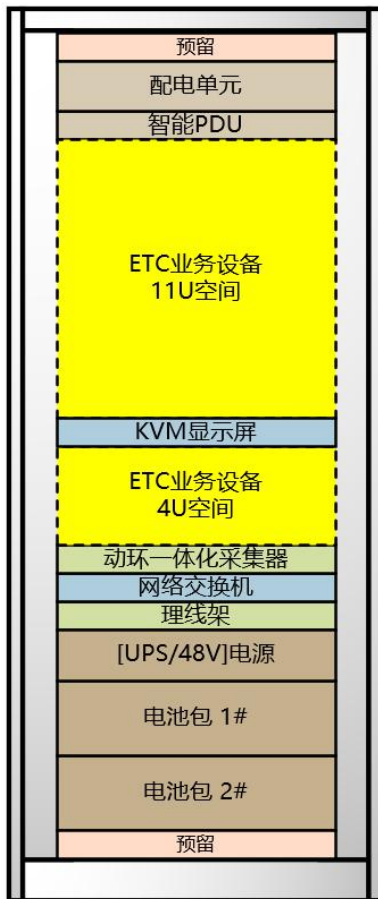 预留
配电单元
智能PDU
ETC业务设备
11U空间
KVM显示屏
ETC业务设备
4U空间
动环一体化采集器
网络交换机
理线架
[UPS/48V]电源
电池包 1#
电池包 2#
预留